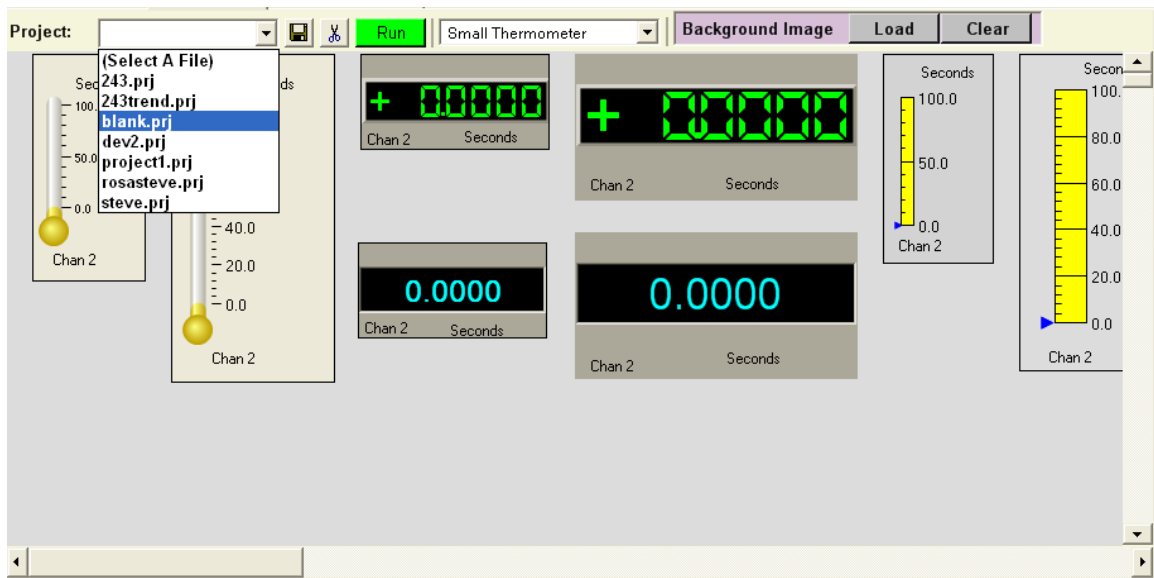 Project: Run Small Thermometer Background Image Load Clear
(Select A File)
243.prj
243trend.prj
blank.prj
dev2.prj
project1.prj
rosasteve.prj
steve.prj
100.
50.0
0.0
Chan 2
ds
40.0
20.0
0.0
Chan 2
+ 0.0000
Chan 2 Seconds
+ 0.0000
Chan 2 Seconds
0.0000
Chan 2 Seconds
0.0000
Chan 2 Seconds
Seconds
100.0
50.0
0.0
Chan 2
Secon
100.
80.0
60.0
40.0
20.0
0.0
Chan 2